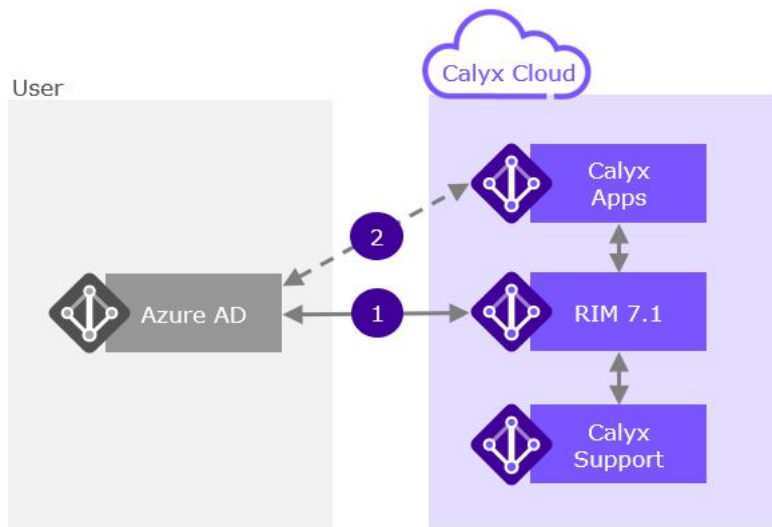 Calyx Cloud
User
Calyx
Apps
2
Azure AD
1
RIM 7.1
Calyx
Support